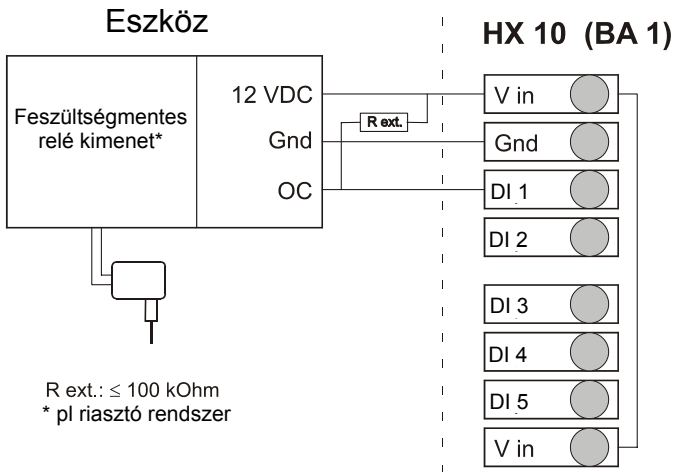 Eszköz
HX 10 (BA 1)
Feszültségmentes
relé kimenet*
12 VDC
Gnd
OC
R ext.
V in
Gnd
DI 1
DI 2
DI 3
DI 4
DI 5
V in
R ext.: ≤ 100 kOhm
* pl riasztó rendszer